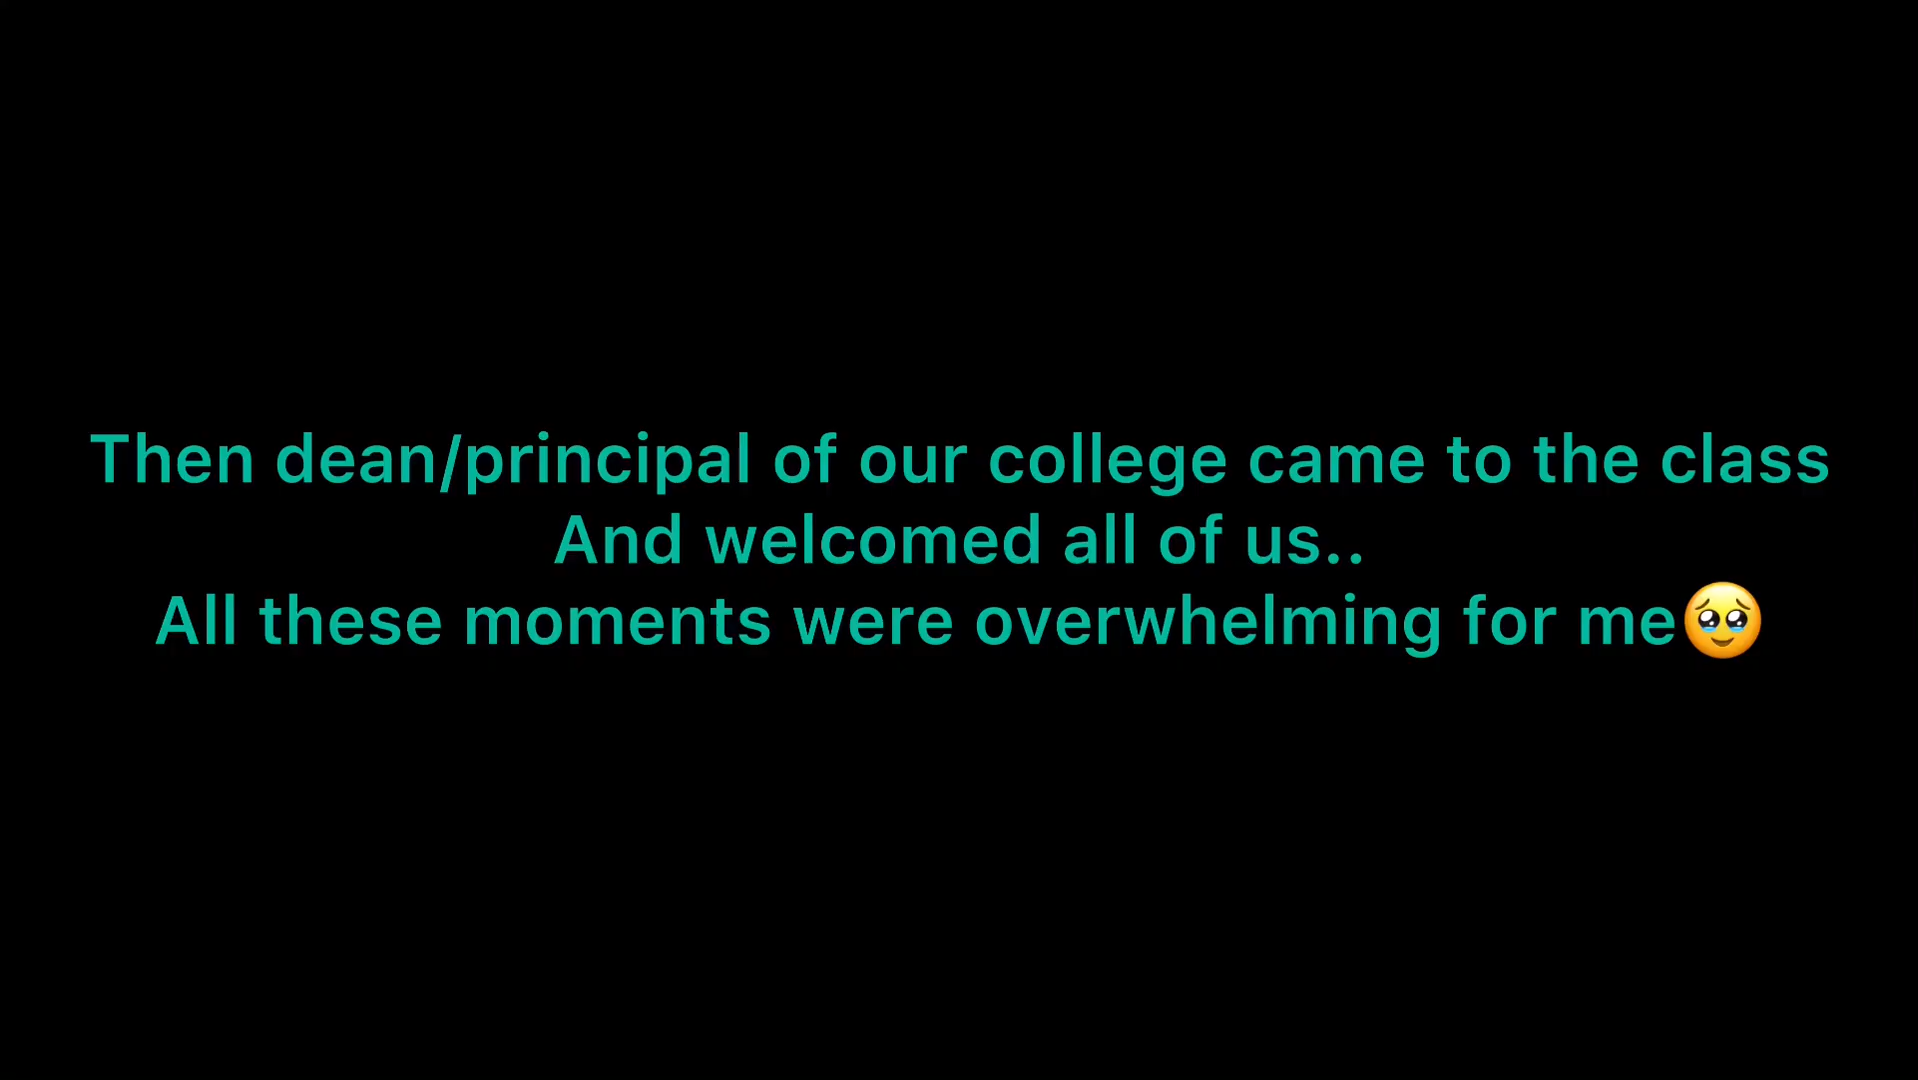 Then dean/principal of our college came to the class
And welcomed all of us..
All these moments were overwhelming for me🥹